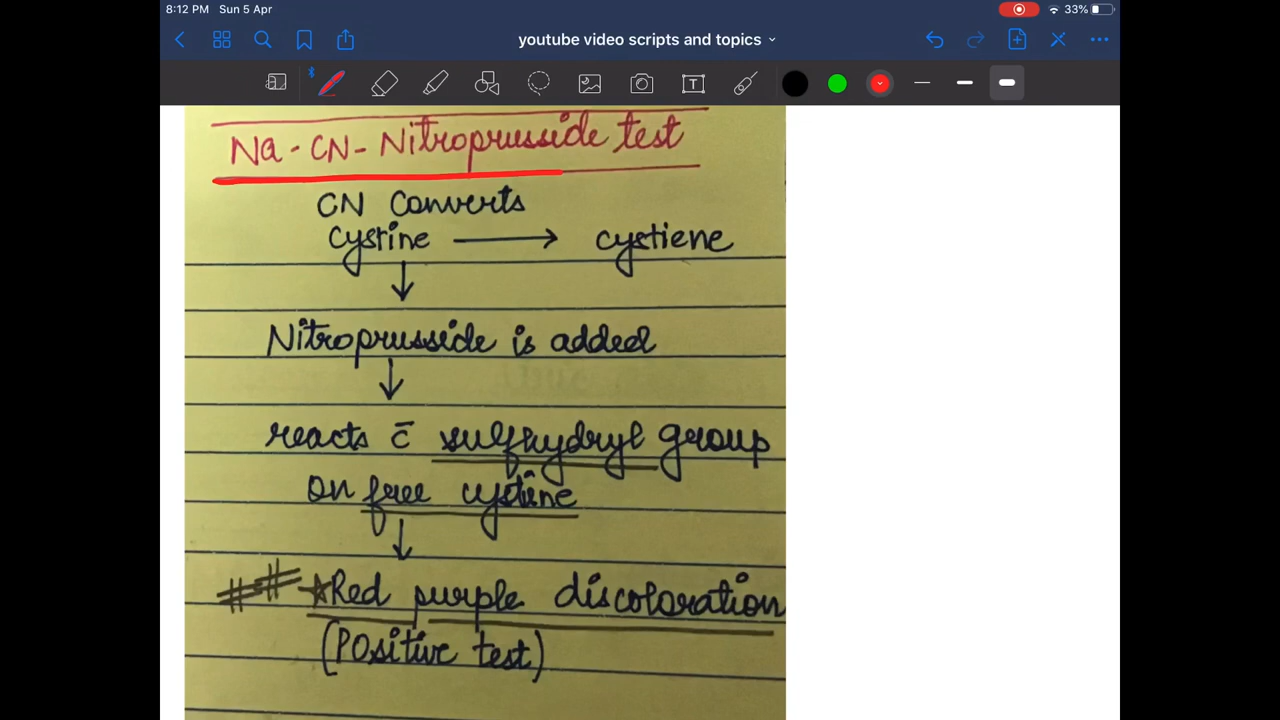 8:12 PM Sun 5 Apr
33%
youtube video scripts and topics
T
Na-CN-Nitroprusside test
CN Converts
Cystine → cystiene
↓
Nitroprusside is added
↓
reacts c̄ sulfhydryl group
on free cystine
↓
## ★Red purple discoloration
(Positive test)